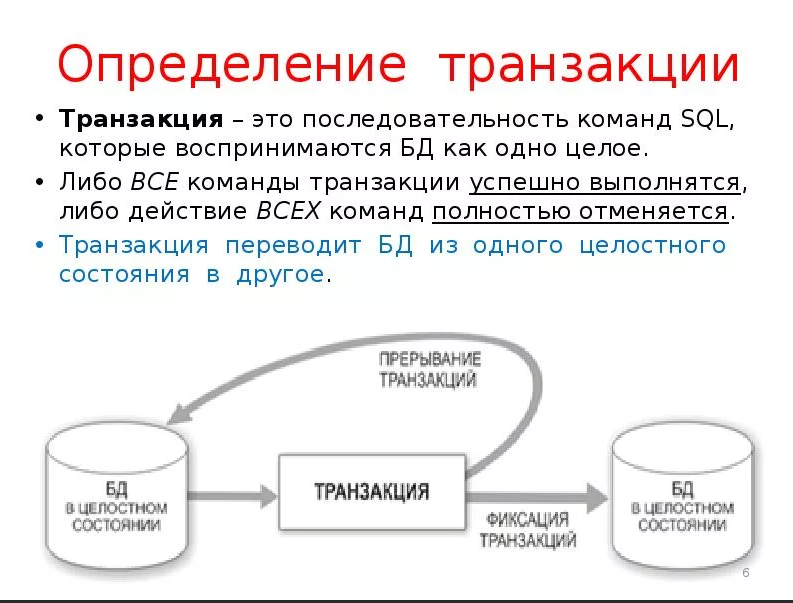 Определение транзакции
• Транзакция – это последовательность команд SQL,
которые воспринимаются БД как одно целое.
• Либо ВСЕ команды транзакции успешно выполнятся,
либо действие ВСЕХ команд полностью отменяется.
• Транзакция переводит БД из одного целостного
состояния в другое.
ПРЕРЫВАНИЕ
ТРАНЗАКЦИЙ
БД
В ЦЕЛОСТНОМ
СОСТОЯНИИ
ТРАНЗАКЦИЯ
ФИКСАЦИЯ
ТРАНЗАКЦИЙ
БД
В ЦЕЛОСТНОМ
СОСТОЯНИИ
6